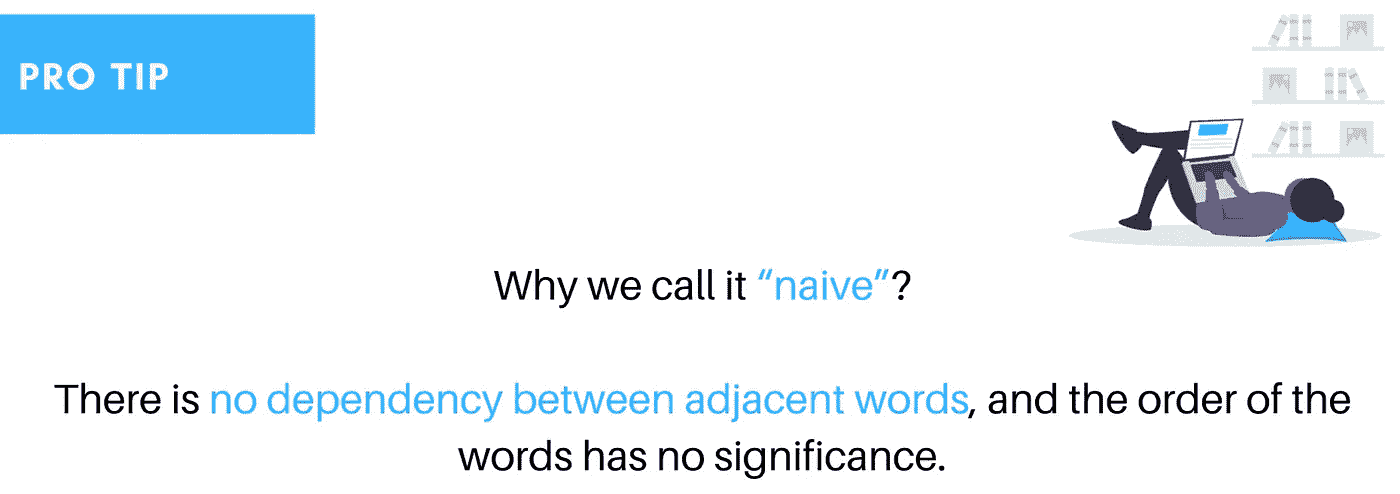 PRO TIP
Why we call it “naive”?
There is no dependency between adjacent words, and the order of the
words has no significance.